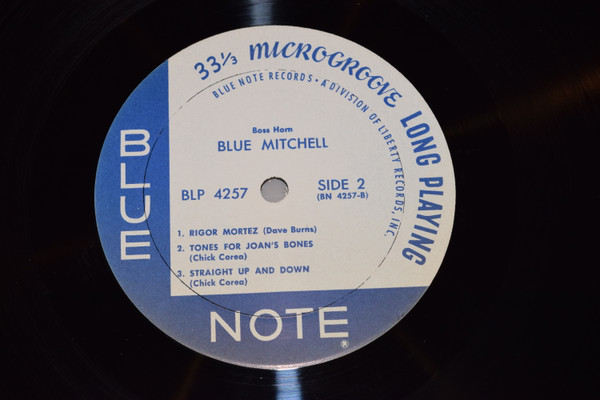 33⅓ MICROGROOVE LONG PLAYING
BLUE NOTE RECORDS • A DIVISION OF LIBERTY RECORDS, INC.
Boss Horn
BLUE MITCHELL
BLP 4257
SIDE 2
(BN 4257-B)
1. RIGOR MORTEZ (Dave Burns)
2. TONES FOR JOAN'S BONES
(Chick Corea)
3. STRAIGHT UP AND DOWN
(Chick Corea)
BLUE
NOTE®